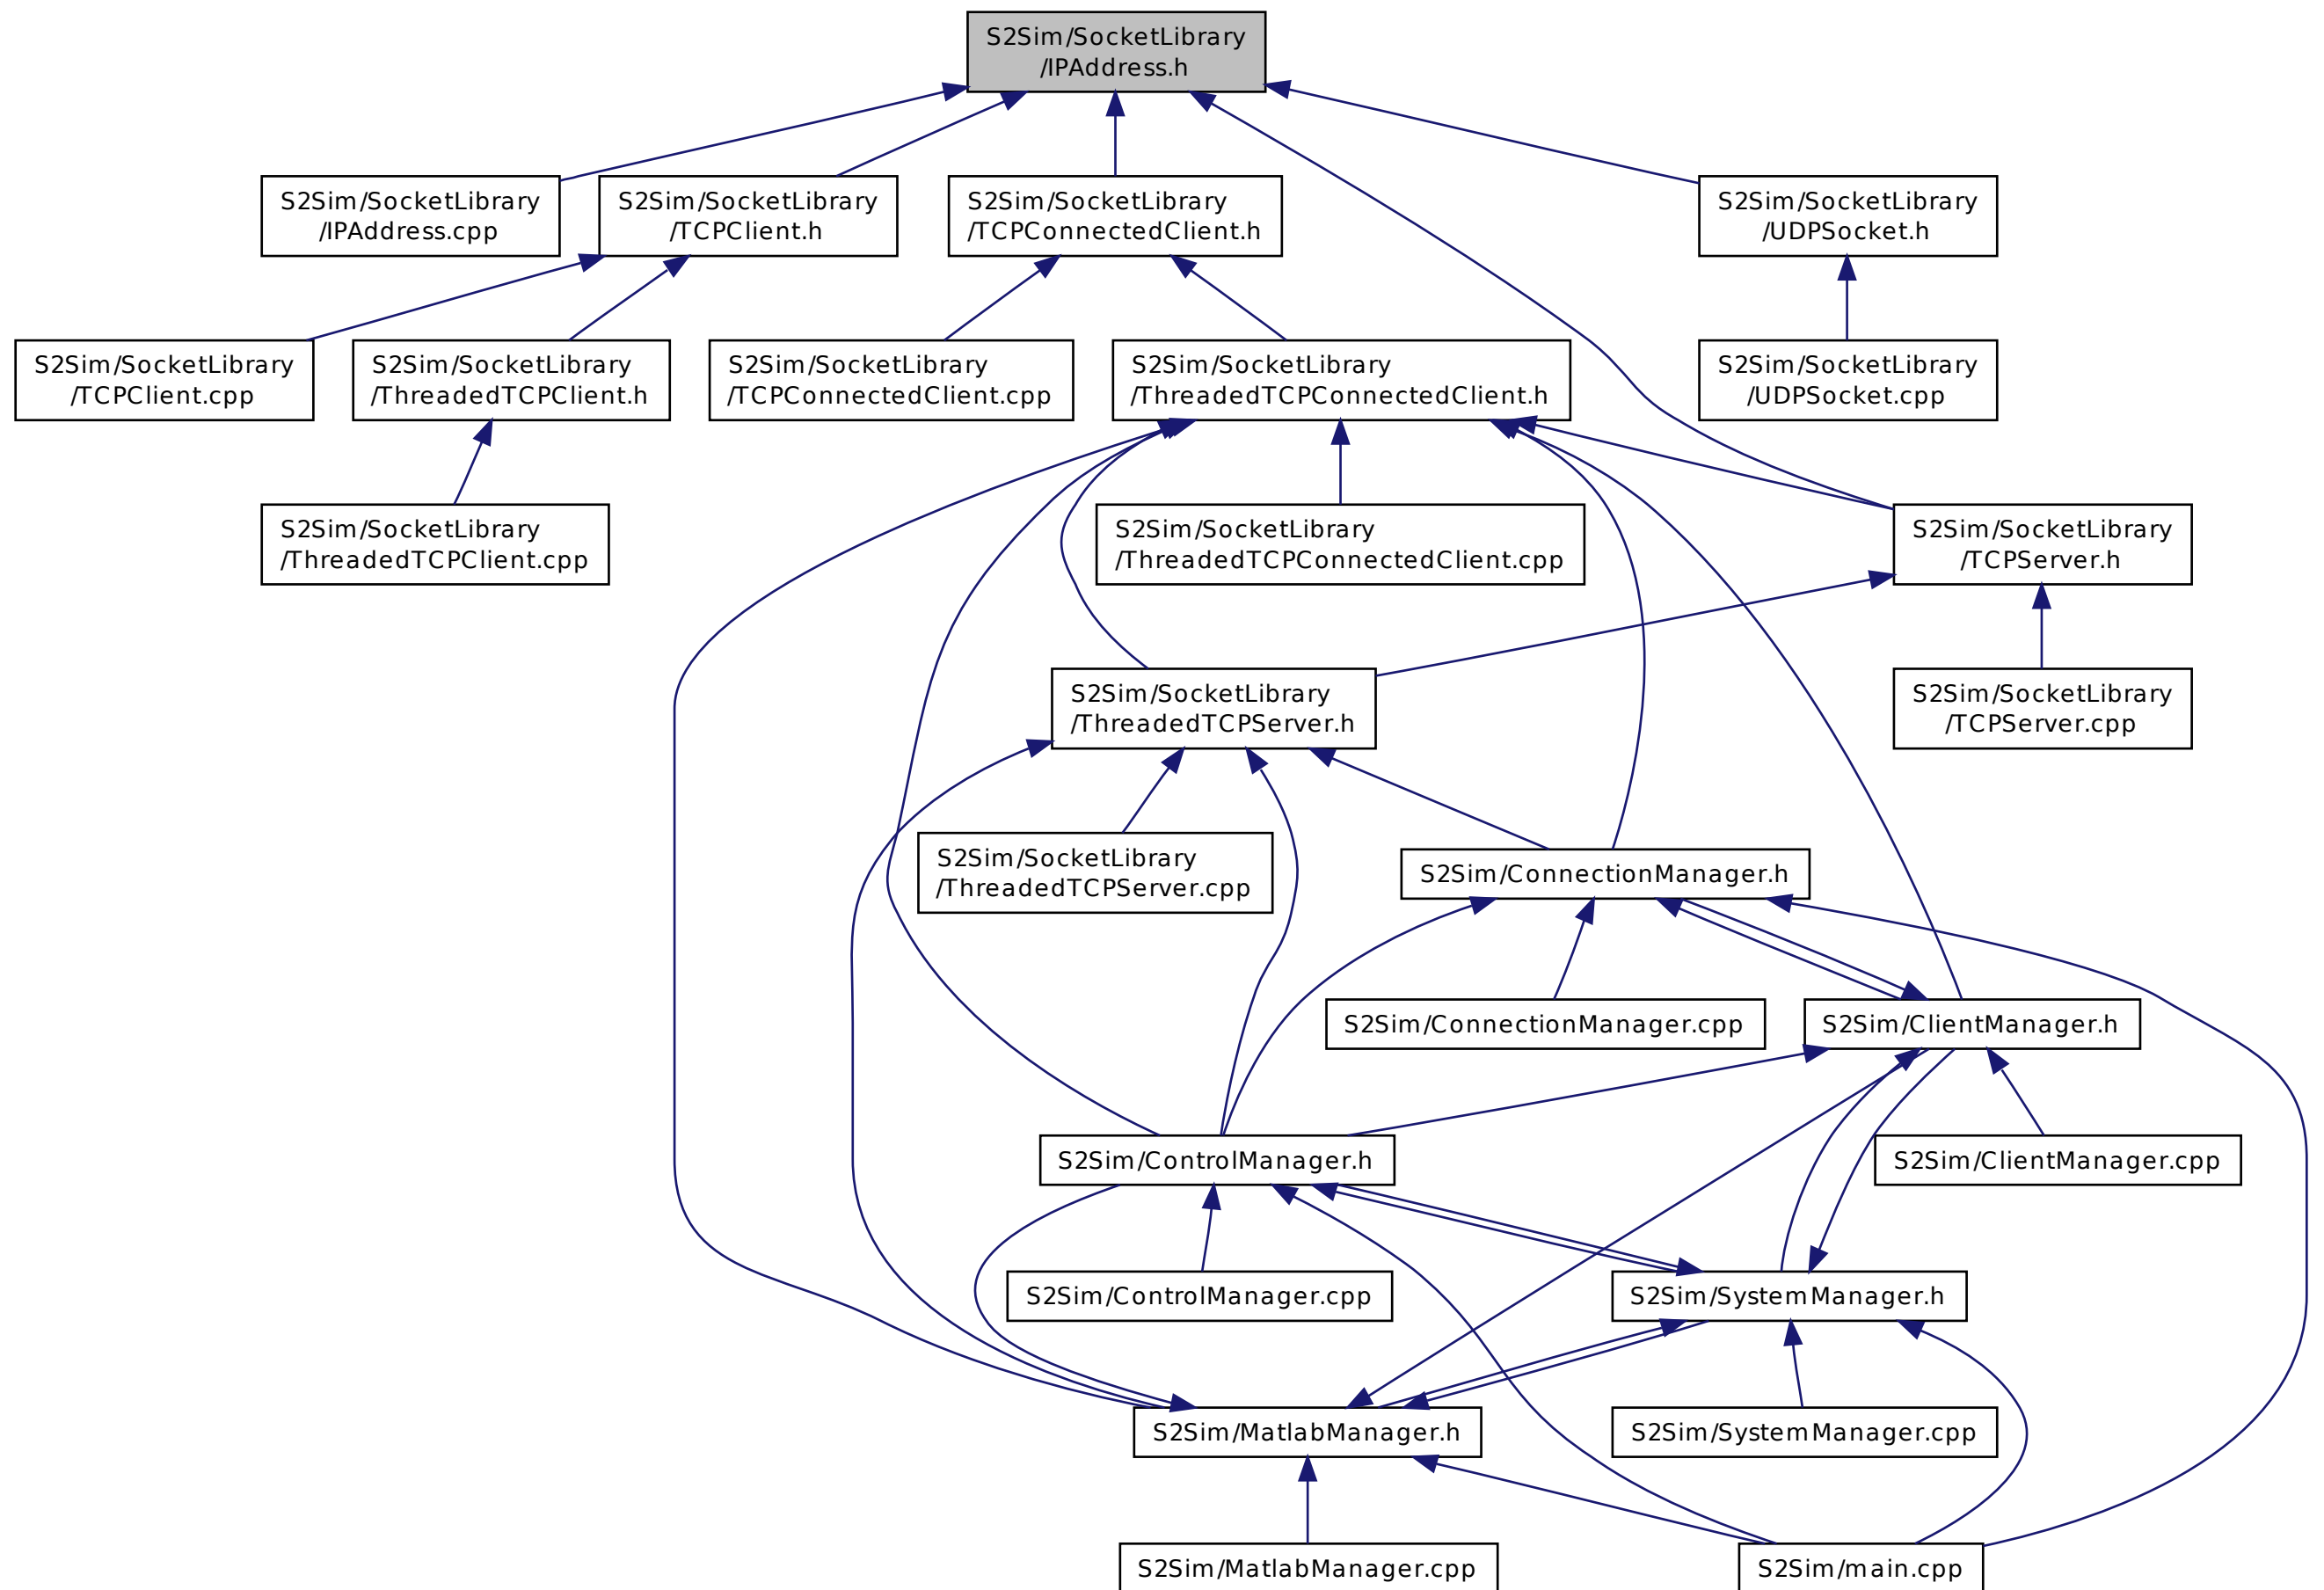 S2Sim/SocketLibrary
/IPAddress.h
S2Sim/SocketLibrary
/IPAddress.cpp
S2Sim/SocketLibrary
/TCPClient.h
S2Sim/SocketLibrary
/TCPConnectedClient.h
S2Sim/SocketLibrary
/UDPSocket.h
S2Sim/SocketLibrary
/TCPClient.cpp
S2Sim/SocketLibrary
/ThreadedTCPClient.h
S2Sim/SocketLibrary
/TCPConnectedClient.cpp
S2Sim/SocketLibrary
/ThreadedTCPConnectedClient.h
S2Sim/SocketLibrary
/UDPSocket.cpp
S2Sim/SocketLibrary
/ThreadedTCPClient.cpp
S2Sim/SocketLibrary
/ThreadedTCPConnectedClient.cpp
S2Sim/SocketLibrary
/TCPServer.h
S2Sim/SocketLibrary
/ThreadedTCPServer.h
S2Sim/SocketLibrary
/TCPServer.cpp
S2Sim/SocketLibrary
/ThreadedTCPServer.cpp
S2Sim/ConnectionManager.h
S2Sim/ConnectionManager.cpp
S2Sim/ClientManager.h
S2Sim/ControlManager.h
S2Sim/ClientManager.cpp
S2Sim/ControlManager.cpp
S2Sim/SystemManager.h
S2Sim/MatlabManager.h
S2Sim/SystemManager.cpp
S2Sim/MatlabManager.cpp
S2Sim/main.cpp